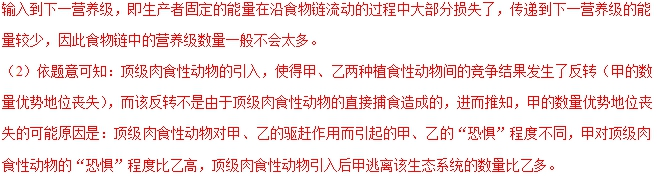 输入到下一营养级，即生产者固定的能量在沿食物链流动的过程中大部分损失了，传递到下一营养级的能
量较少，因此食物链中的营养级数量一般不会太多。
（2）依题意可知：顶级肉食性动物的引入，使得甲、乙两种植食性动物间的竞争结果发生了反转（甲的数
量优势地位丧失），而该反转不是由于顶级肉食性动物的直接捕食造成的，进而推知，甲的数量优势地位丧
失的可能原因是：顶级肉食性动物对甲、乙的驱赶作用而引起的甲、乙的“恐惧”程度不同，甲对顶级肉
食性动物的“恐惧”程度比乙高，顶级肉食性动物引入后甲逃离该生态系统的数量比乙多。